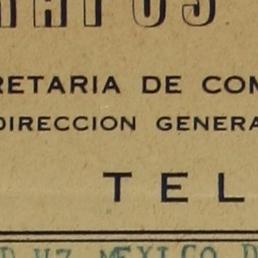 RETARIA DE COM
DIRECCION GENERA
TEL
MEXICO D